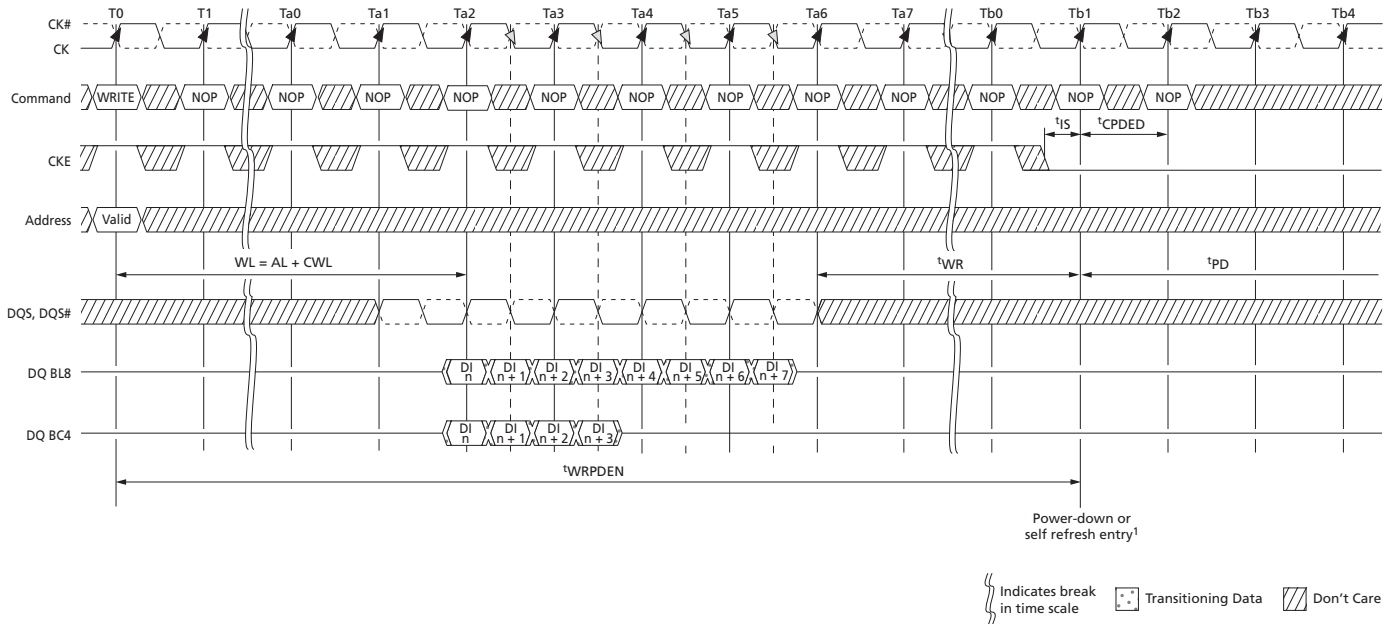 T0 T1 Ta0 Ta1 Ta2 Ta3 Ta4 Ta5 Ta6 Ta7 Tb0 Tb1 Tb2 Tb3 Tb4
CK#
CK
Command WRITE NOP NOP NOP NOP NOP NOP NOP NOP NOP NOP NOP NOP
tIS tCPDED
CKE
Address Valid
WL = AL + CWL tWR tPD
DQS, DQS#
DQ BL8 DI n DI n + 1 DI n + 2 DI n + 3 DI n + 4 DI n + 5 DI n + 6 DI n + 7
DQ BC4 DI n DI n + 1 DI n + 2 DI n + 3
tWRPDEN
Power-down or
self refresh entry1
Indicates break
in time scale
Transitioning Data
Don't Care